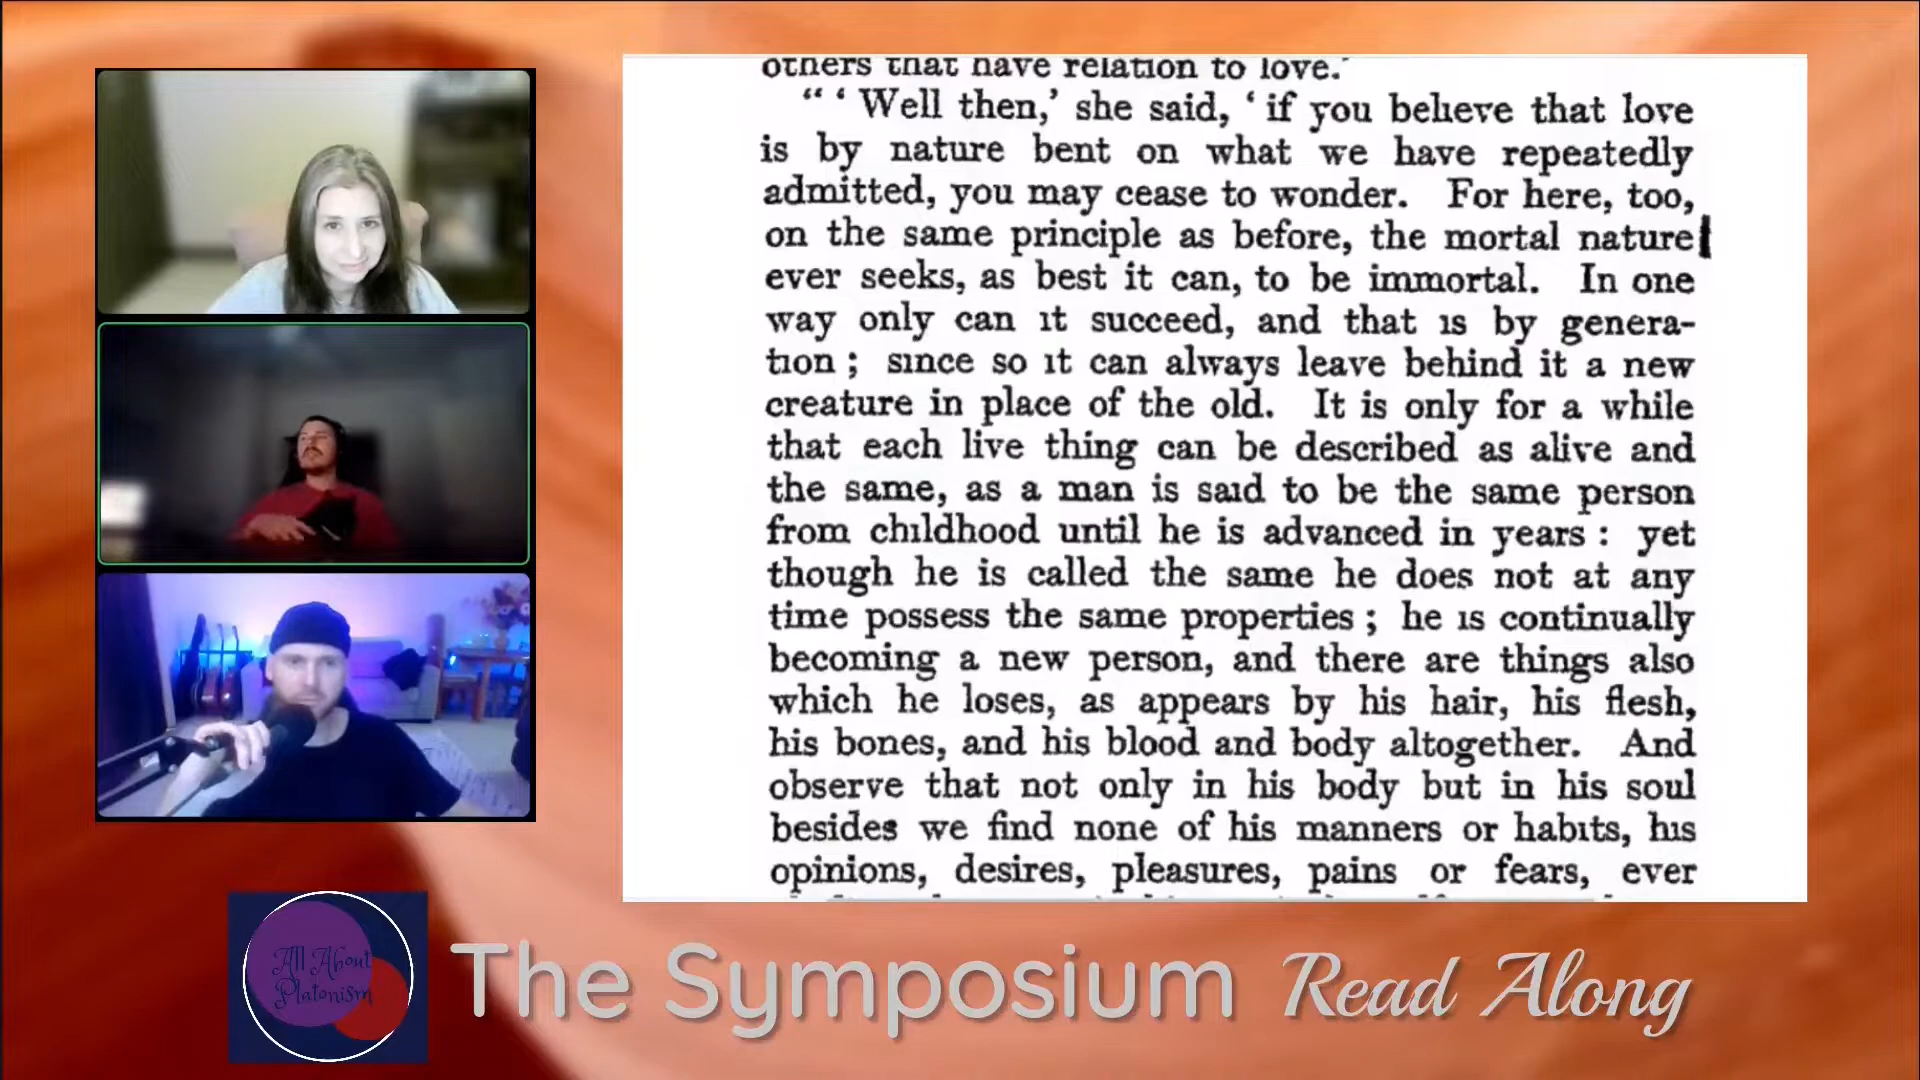 others that have relation to love.’
“‘ Well then,’ she said, ‘ if you believe that love
is by nature bent on what we have repeatedly
admitted, you may cease to wonder. For here, too,
on the same principle as before, the mortal nature
ever seeks, as best it can, to be immortal. In one
way only can it succeed, and that is by genera-
tion ; since so it can always leave behind it a new
creature in place of the old. It is only for a while
that each live thing can be described as alive and
the same, as a man is said to be the same person
from childhood until he is advanced in years : yet
though he is called the same he does not at any
time possess the same properties ; he is continually
becoming a new person, and there are things also
which he loses, as appears by his hair, his flesh,
his bones, and his blood and body altogether. And
observe that not only in his body but in his soul
besides we find none of his manners or habits, his
opinions, desires, pleasures, pains or fears, ever
All About
Platonism
The Symposium Read Along